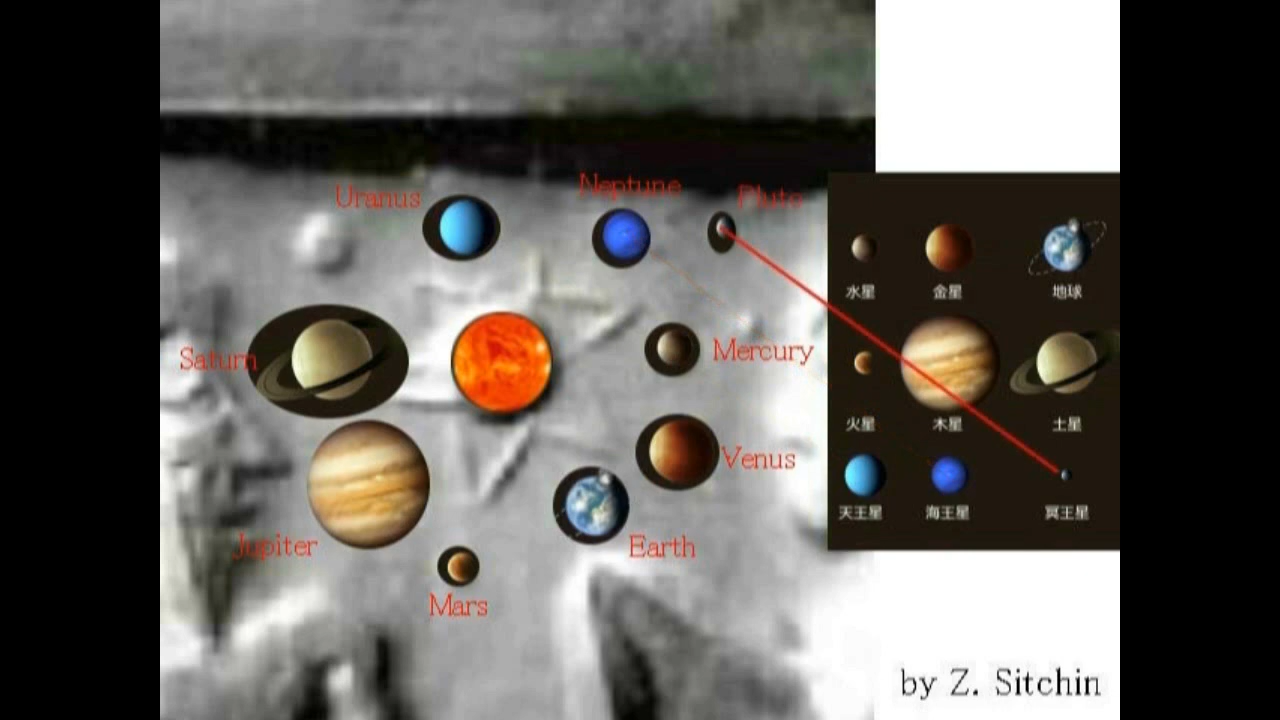 Uranus
Neptune
Pluto
Saturn
Mercury
Venus
Jupiter
Earth
Mars
水星
金星
地球
火星
木星
土星
天王星
海王星
冥王星
by Z. Sitchin